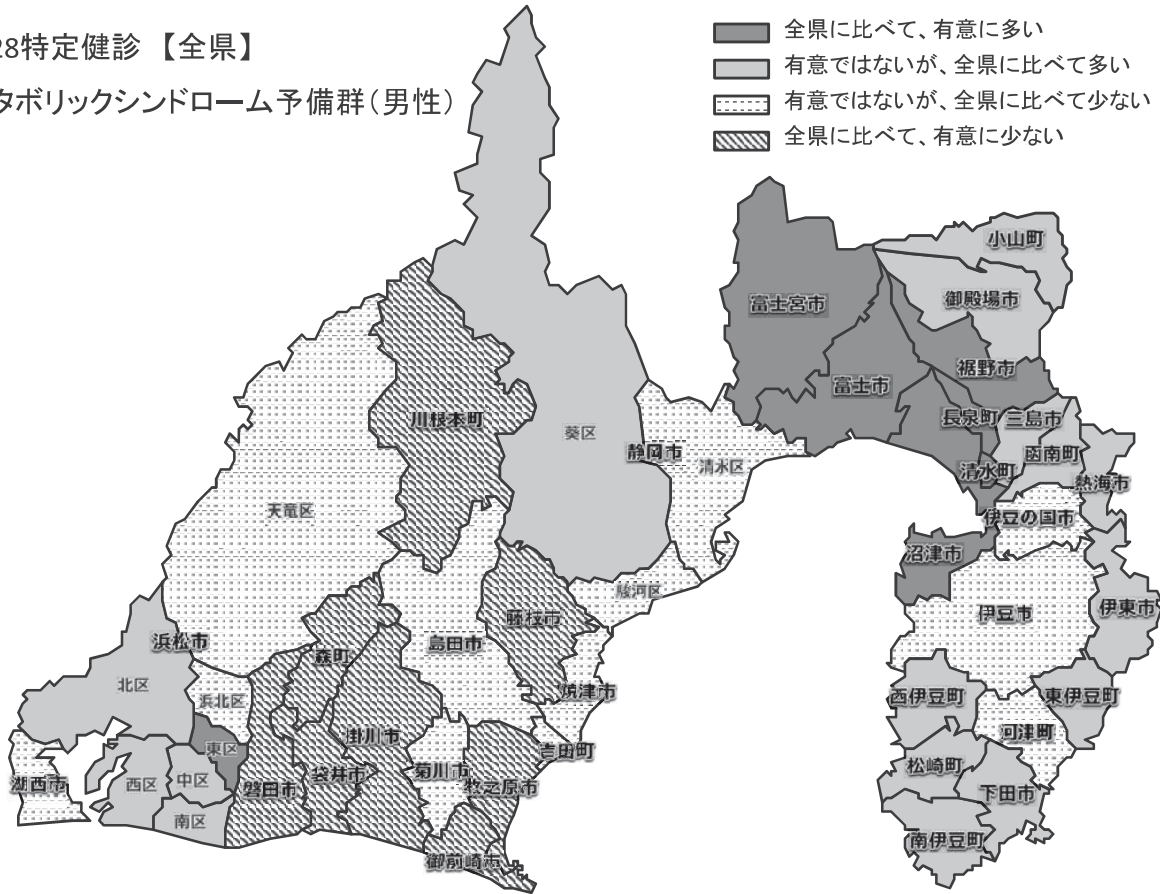 28特定健診 【全県】
タボリックシンドローム予備群(男性)
全県に比べて、有意に多い
有意ではないが、全県に比べて多い
有意ではないが、全県に比べて少ない
全県に比べて、有意に少ない
小山町
御殿場市
富士宮市
裾野市
富士市
川根本町
長泉町
三島市
葵区
静岡市
函南町
清水区
清水町
熱海市
天竜区
伊豆の国市
沼津市
駿河区
伊東市
伊豆市
藤枝市
浜松市
島田市
森町
北区
焼津市
西伊豆町
東伊豆町
浜北区
河津町
掛川市
東区
吉田町
松崎町
菊川市
袋井市
湖西市
西区
中区
磐田市
牧之原市
下田市
南区
南伊豆町
御前崎市